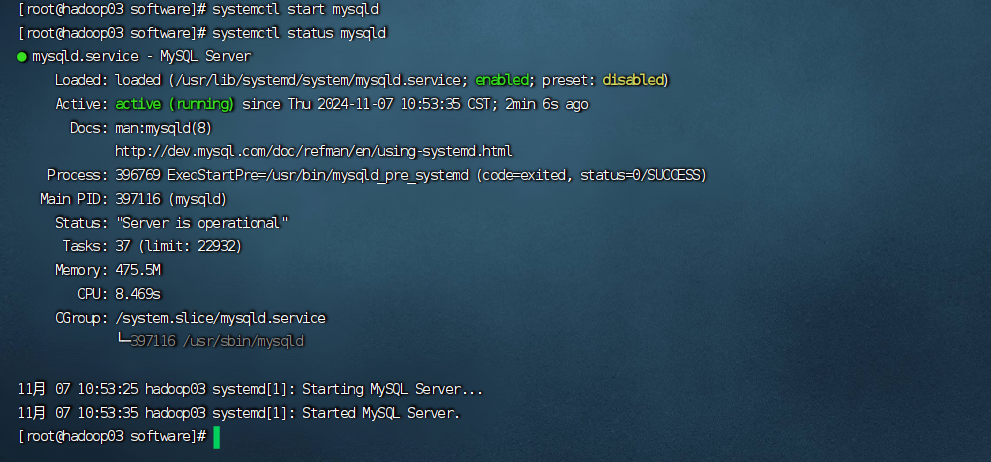 [root@hadoop03 software]# systemctl start mysqld
[root@hadoop03 software]# systemctl status mysqld
● mysqld.service - MySQL Server
Loaded: loaded (/usr/lib/systemd/system/mysqld.service; enabled; preset: disabled)
Active: active (running) since Thu 2024-11-07 10:53:35 CST; 2min 6s ago
Docs: man:mysqld(8)
http://dev.mysql.com/doc/refman/en/using-systemd.html
Process: 396769 ExecStartPre=/usr/bin/mysqld_pre_systemd (code=exited, status=0/SUCCESS)
Main PID: 397116 (mysqld)
Status: "Server is operational"
Tasks: 37 (limit: 22932)
Memory: 475.5M
CPU: 8.469s
CGroup: /system.slice/mysqld.service
└─397116 /usr/sbin/mysqld
11月 07 10:53:25 hadoop03 systemd[1]: Starting MySQL Server...
11月 07 10:53:35 hadoop03 systemd[1]: Started MySQL Server.
[root@hadoop03 software]#